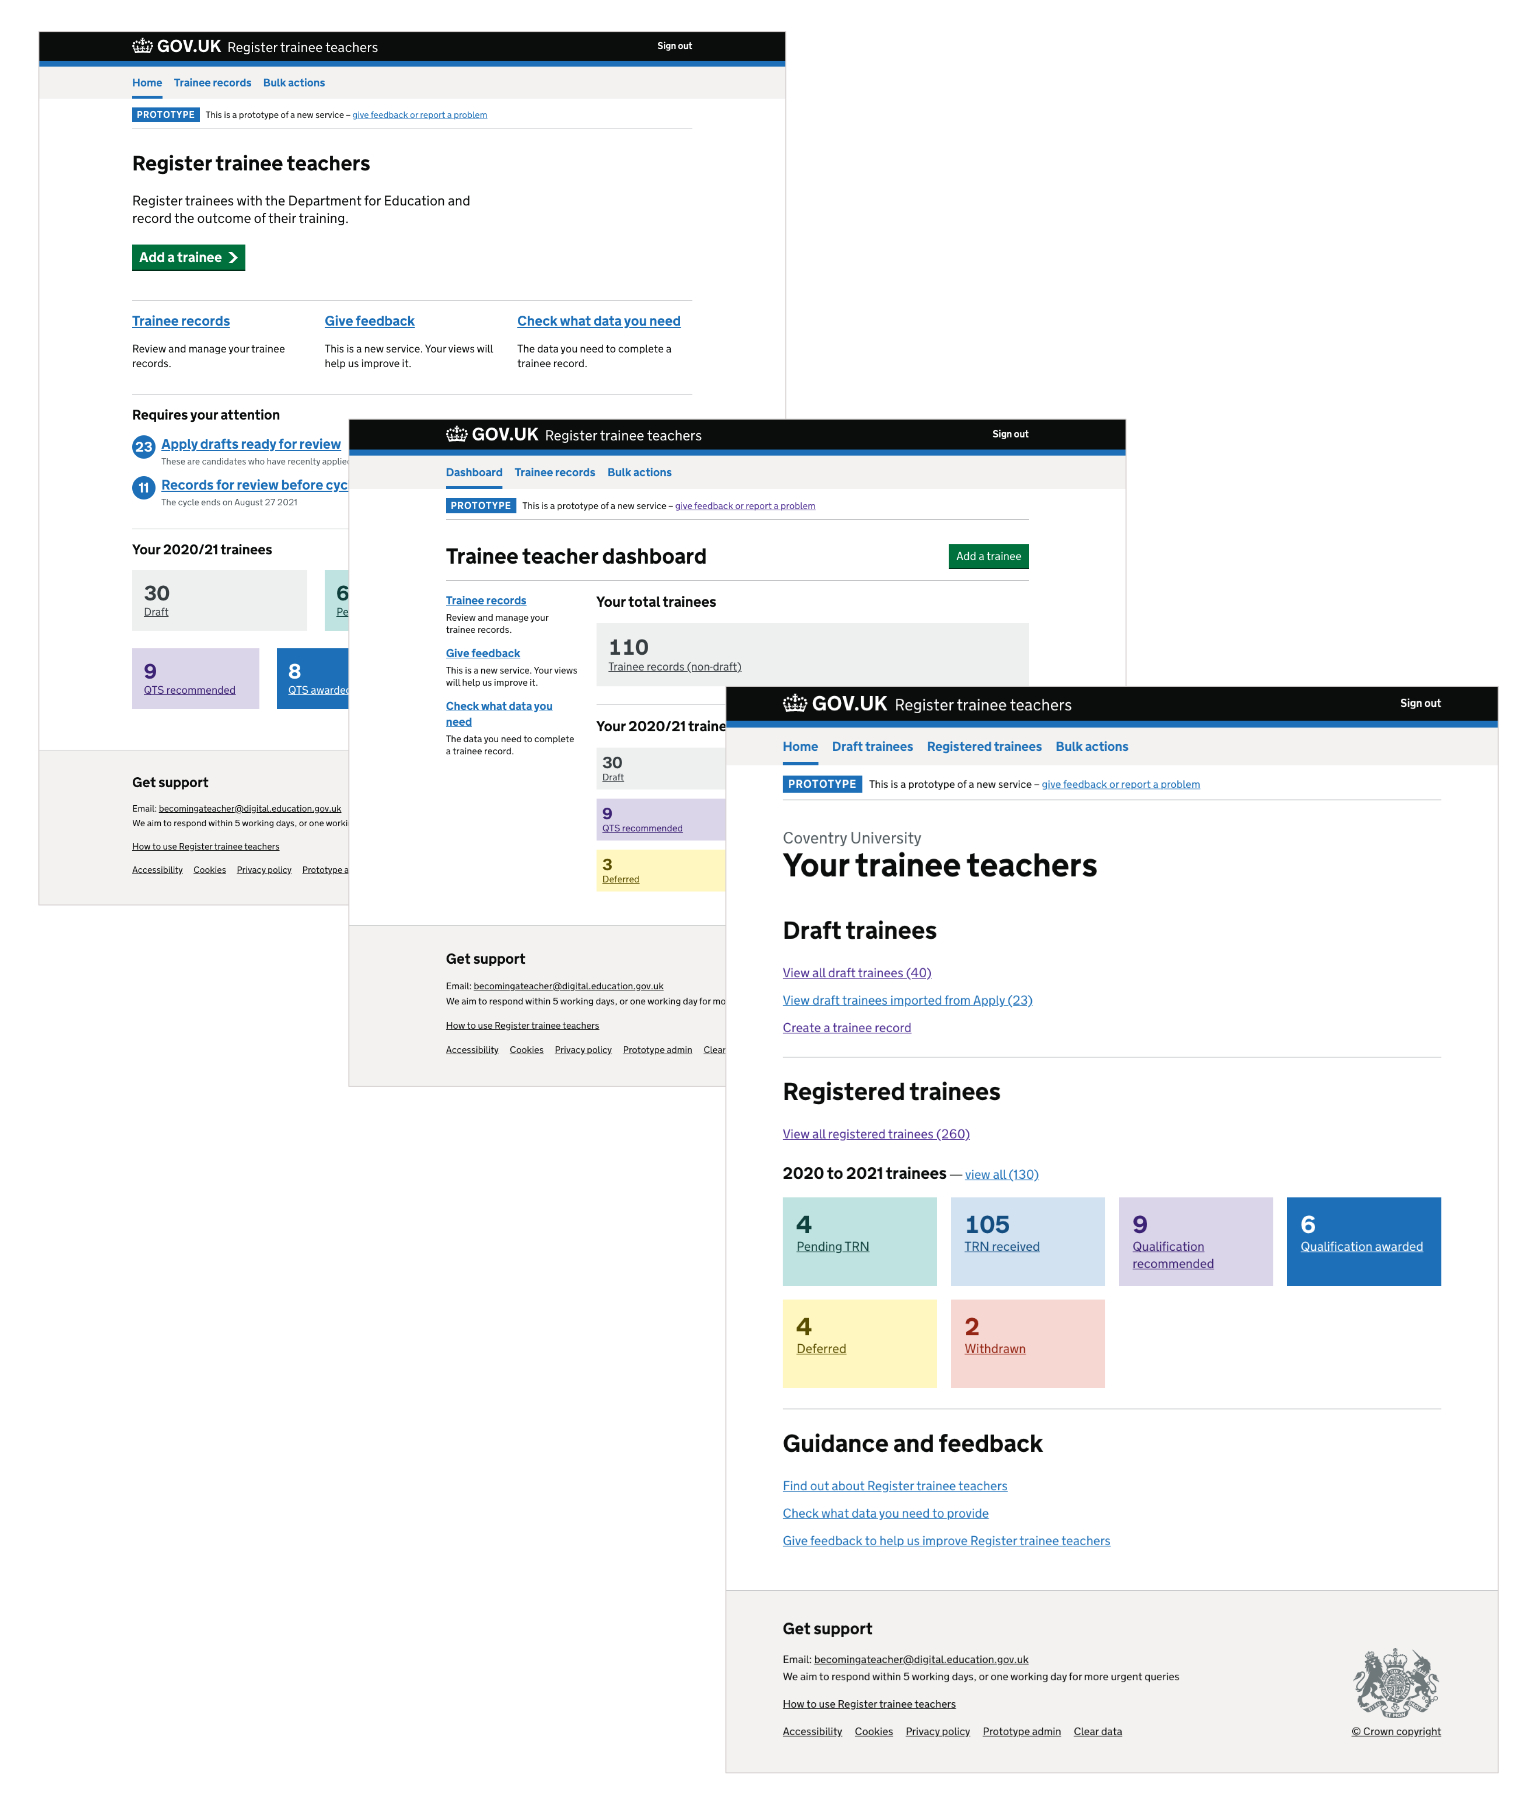 GOV.UK Register trainee teachers
Sign out
Home Trainee records Bulk actions
PROTOTYPE This is a prototype of a new service – give feedback or report a problem
Register trainee teachers
Register trainees with the Department for Education and
record the outcome of their training.
Add a trainee
Trainee records
Review and manage your trainee
records.
Give feedback
This is a new service. Your views will
help us improve it.
Check what data you need
The data you need to complete a
trainee record.
Requires your attention
23 Apply drafts ready for review
These are candidates who have recenlty applie
11 Records for review before cyc
The cycle ends on August 27 2021
Your 2020/21 trainees
30
Draft
6
Pe
9
QTS recommended
8
QTS awarded
Get support
Email: becomingateacher@digital.education.gov.uk
We aim to respond within 5 working days, or one worki
How to use Register trainee teachers
Accessibility Cookies Privacy policy Prototype a
GOV.UK Register trainee teachers
Sign out
Dashboard Trainee records Bulk actions
PROTOTYPE This is a prototype of a new service – give feedback or report a problem
Trainee teacher dashboard
Add a trainee
Trainee records
Review and manage your
trainee records.
Give feedback
This is a new service. Your views
will help us improve it.
Check what data you
need
The data you need to complete
a trainee record.
Your total trainees
110
Trainee records (non-draft)
Your 2020/21 traine
30
Draft
9
QTS recommended
3
Deferred
Get support
Email: becomingateacher@digital.education.gov.uk
We aim to respond within 5 working days, or one working day for mo
How to use Register trainee teachers
Accessibility Cookies Privacy policy Prototype admin Clear
GOV.UK Register trainee teachers
Sign out
Home Draft trainees Registered trainees Bulk actions
PROTOTYPE This is a prototype of a new service – give feedback or report a problem
Coventry University
Your trainee teachers
Draft trainees
View all draft trainees (40)
View draft trainees imported from Apply (23)
Create a trainee record
Registered trainees
View all registered trainees (260)
2020 to 2021 trainees — view all (130)
4
Pending TRN
105
TRN received
9
Qualification
recommended
6
Qualification awarded
4
Deferred
2
Withdrawn
Guidance and feedback
Find out about Register trainee teachers
Check what data you need to provide
Give feedback to help us improve Register trainee teachers
Get support
Email: becomingateacher@digital.education.gov.uk
We aim to respond within 5 working days, or one working day for more urgent queries
How to use Register trainee teachers
Accessibility Cookies Privacy policy Prototype admin Clear data
© Crown copyright